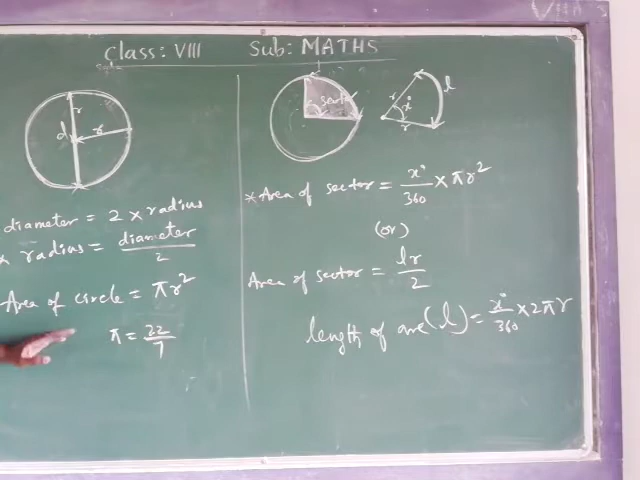 VIII
Class: VIII Sub: MATHS
r
d
r
diameter = 2 × radius
× radius = diameter/2
Area of circle = πr²
π = 22/7
sector
r
x°
l
r
*Area of sector = x°/360 × πr²
(or)
Area of sector = lr/2
length of arc (l) = x°/360 × 2πr